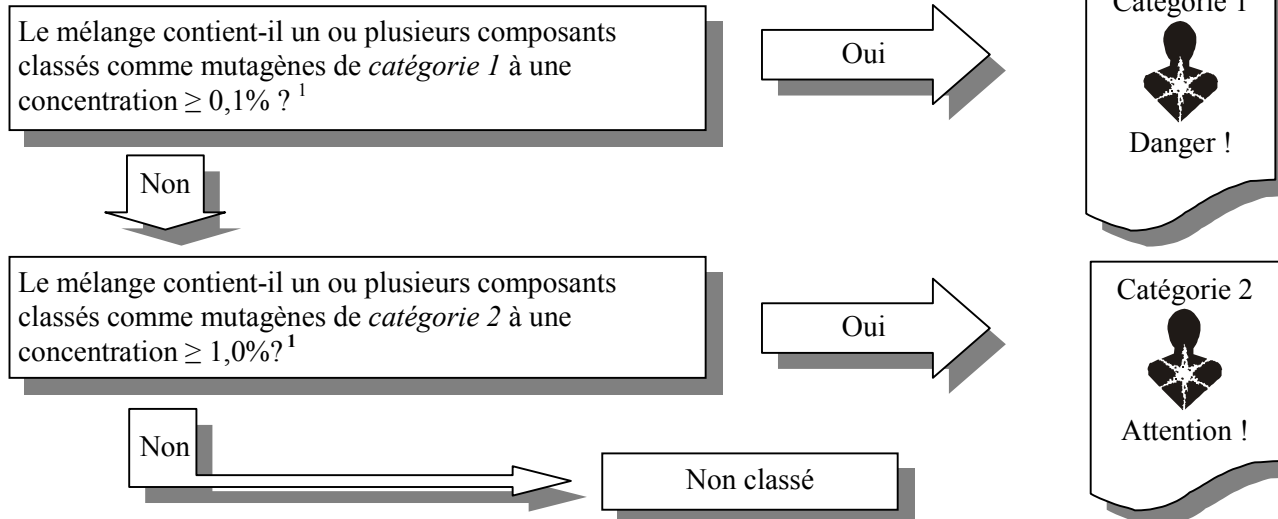 Le mélange contient-il un ou plusieurs composants
classés comme mutagènes de catégorie 1 à une
concentration ≥ 0,1% ? 1
Oui
Catégorie 1
Danger !
Non
Le mélange contient-il un ou plusieurs composants
classés comme mutagènes de catégorie 2 à une
concentration ≥ 1,0%? 1
Oui
Catégorie 2
Attention !
Non
Non classé